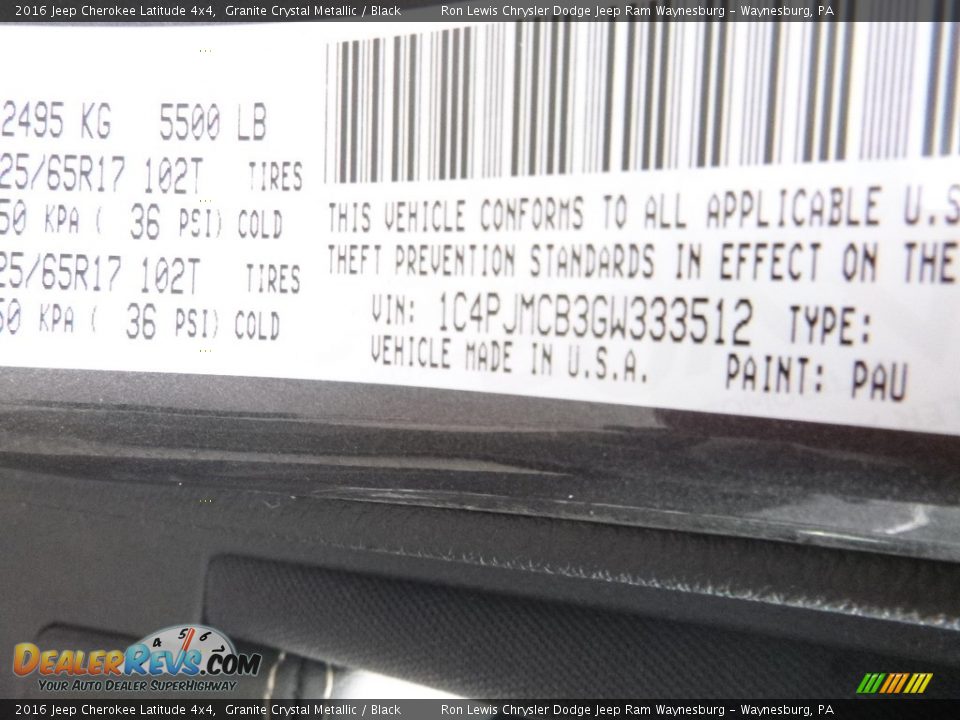 2016 Jeep Cherokee Latitude 4x4, Granite Crystal Metallic / Black Ron Lewis Chrysler Dodge Jeep Ram Waynesburg - Waynesburg, PA
2495 KG 5500 LB
25/65R17 102T TIRES
50 KPA ( 36 PSI) COLD
25/65R17 102T TIRES
50 KPA ( 36 PSI) COLD
THIS VEHICLE CONFORMS TO ALL APPLICABLE U.S
THEFT PREVENTION STANDARDS IN EFFECT ON THE
VIN: 1C4PJMCB3GW333512 TYPE:
VEHICLE MADE IN U.S.A. PAINT: PAU
4 5 6
DealerRevs.com
Your Auto Dealer SuperHighway
2016 Jeep Cherokee Latitude 4x4, Granite Crystal Metallic / Black Ron Lewis Chrysler Dodge Jeep Ram Waynesburg - Waynesburg, PA